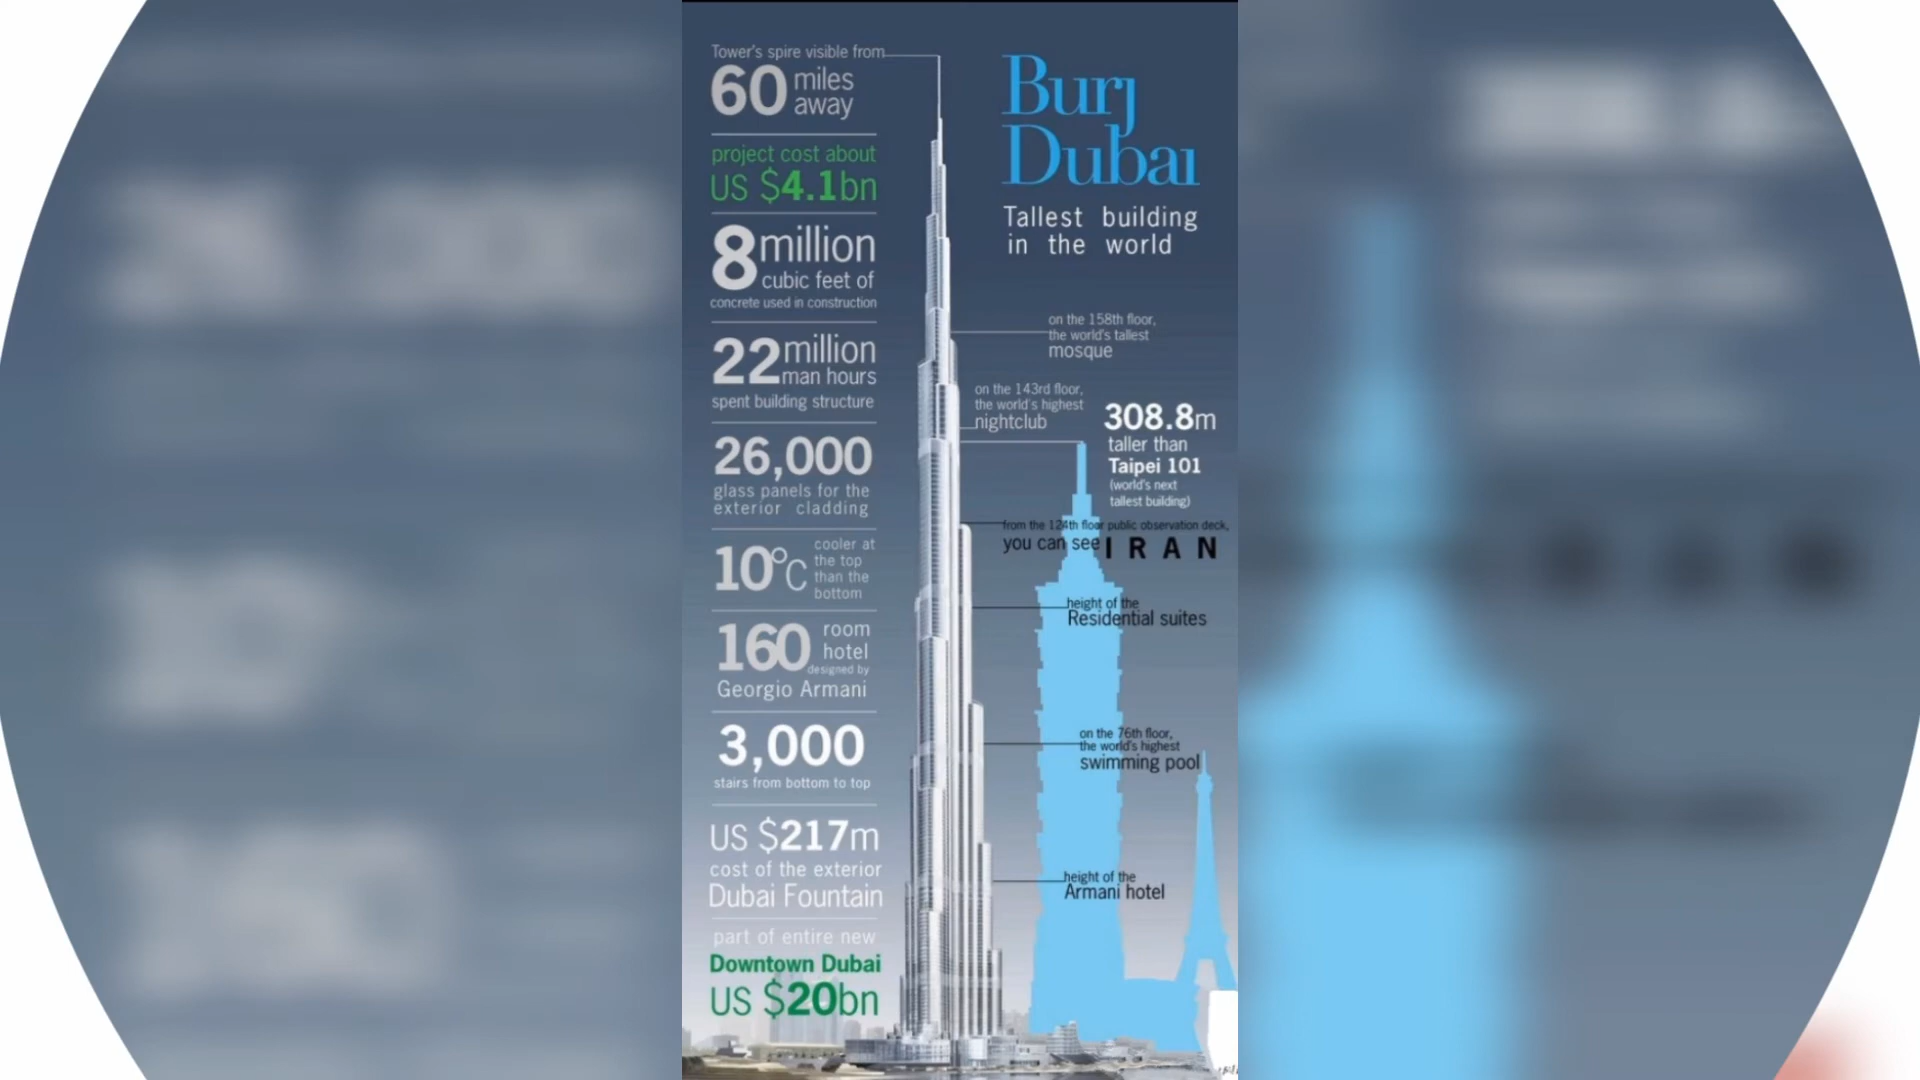 Tower's spire visible from
60 miles
away
project cost about
US $4.1bn
8 million
cubic feet of
concrete used in construction
22 million
man hours
spent building structure
26,000
glass panels for the
exterior cladding
10°C
cooler at
the top
than the
bottom
160 room
hotel
designed by
Georgio Armani
3,000
stairs from bottom to top
US $217m
cost of the exterior
Dubai Fountain
part of entire new
Downtown Dubai
US $20bn
Burj
Dubai
Tallest building
in the world
on the 158th floor,
the world's tallest
mosque
on the 143rd floor,
the world's highest
nightclub
308.8m
taller than
Taipei 101
(world's next
tallest building)
from the 124th floor public observation deck,
you can see IRAN
height of the
Residential suites
on the 76th floor,
the world's highest
swimming pool
height of the
Armani hotel